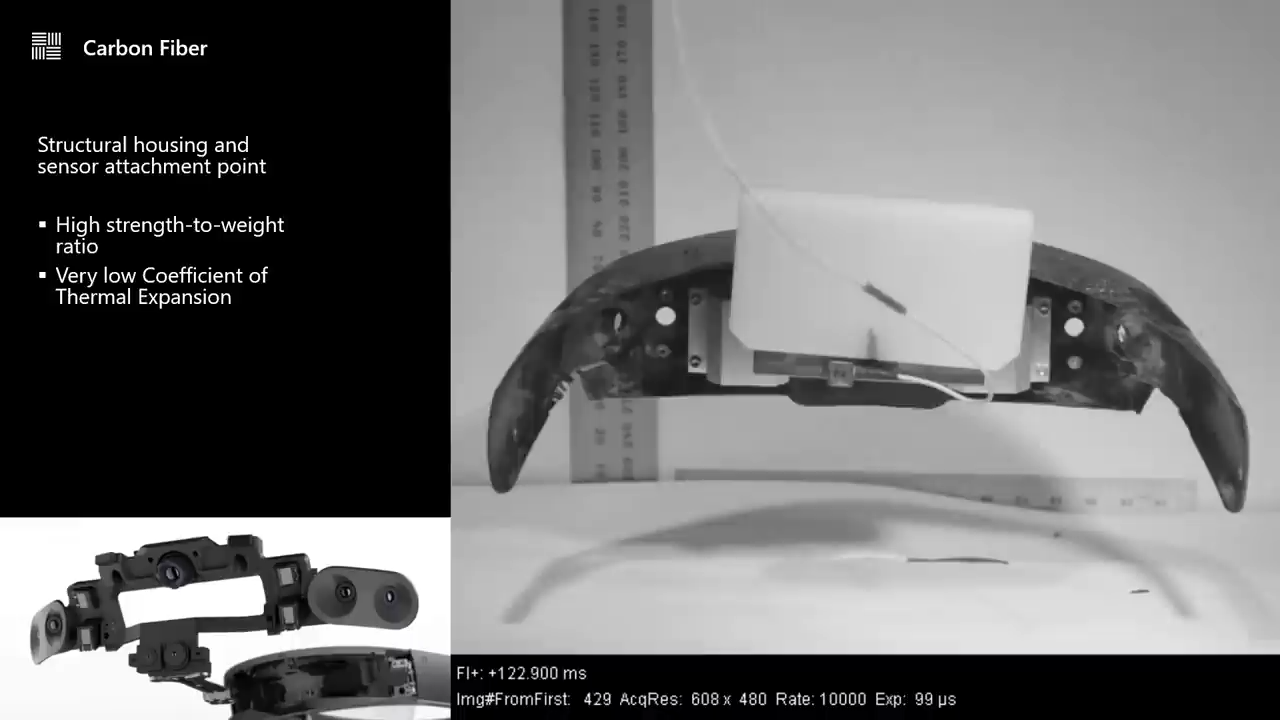 Carbon Fiber
Structural housing and
sensor attachment point
▪ High strength-to-weight
ratio
▪ Very low Coefficient of
Thermal Expansion
FI+: +122.900 ms
Img#FromFirst: 429 AcqRes: 608 x 480 Rate: 10000 Exp: 99 µs